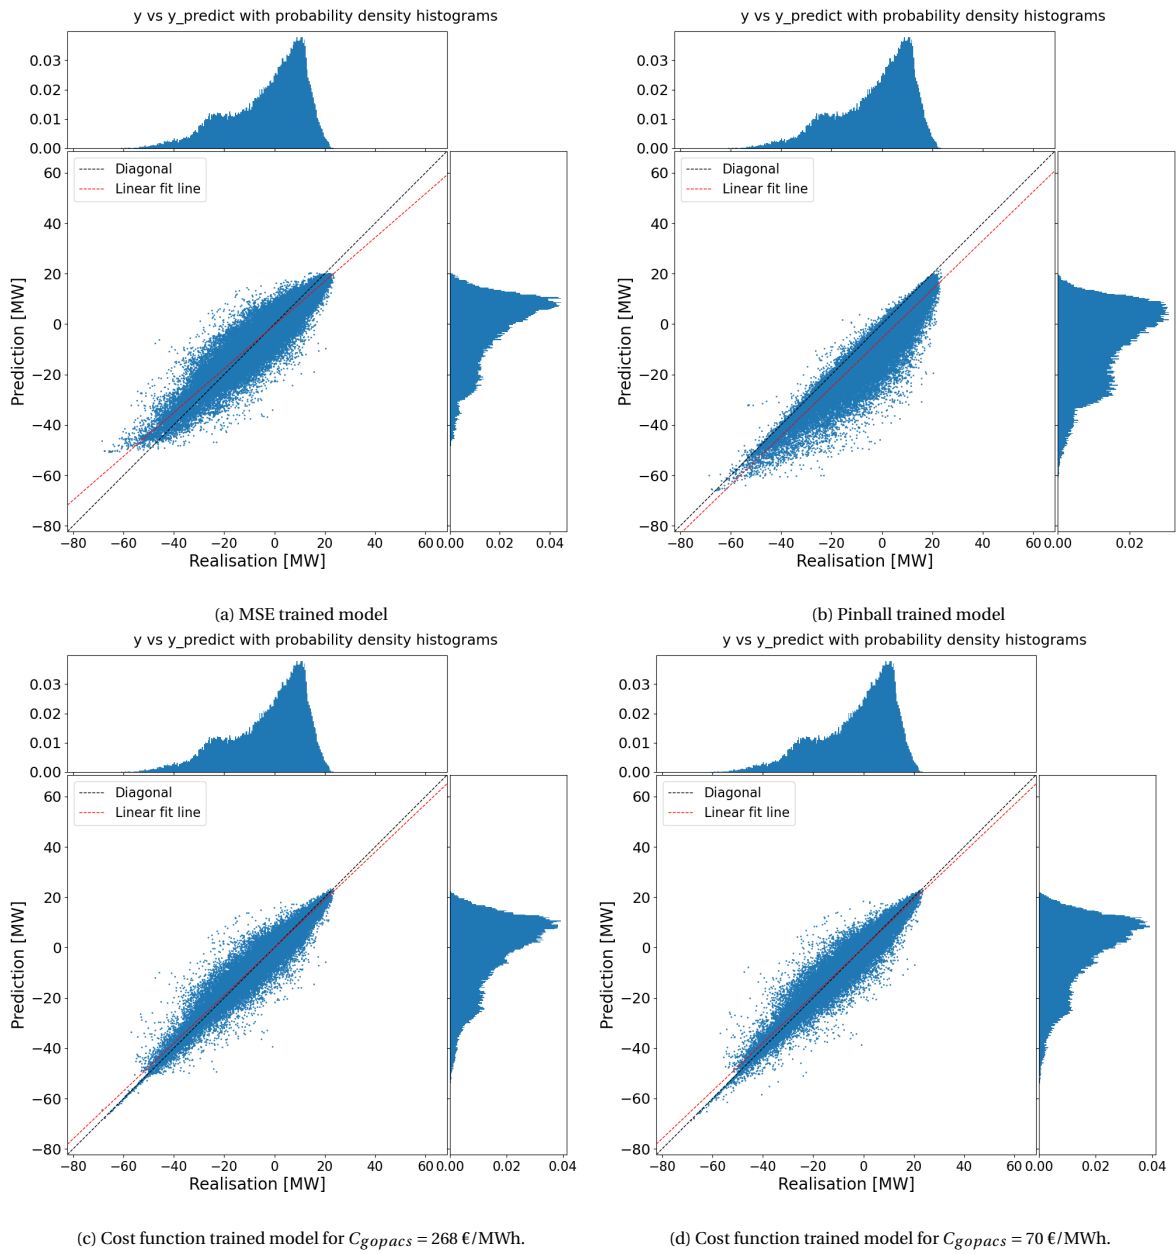 y vs y_predict with probability density histograms
0.03
0.02
0.01
0.00
Diagonal
Linear fit line
60
40
20
0
−20
−40
−60
−80
Prediction [MW]
−80 −60 −40 −20 0 20 40 60 0.00 0.04
Realisation [MW]
(a) MSE trained model
y vs y_predict with probability density histograms
0.03
0.02
0.01
0.00
Diagonal
Linear fit line
60
40
20
0
−20
−40
−60
−80
Prediction [MW]
−80 −60 −40 −20 0 20 40 60 0.00 0.02
Realisation [MW]
(b) Pinball trained model
y vs y_predict with probability density histograms
0.03
0.02
0.01
0.00
Diagonal
Linear fit line
60
40
20
0
−20
−40
−60
−80
Prediction [MW]
−80 −60 −40 −20 0 20 40 60 0.00 0.02 0.04
Realisation [MW]
(c) Cost function trained model for C_gopacs = 268 €/MWh.
y vs y_predict with probability density histograms
0.03
0.02
0.01
0.00
Diagonal
Linear fit line
60
40
20
0
−20
−40
−60
−80
Prediction [MW]
−80 −60 −40 −20 0 20 40 60 0.00 0.02 0.04
Realisation [MW]
(d) Cost function trained model for C_gopacs = 70 €/MWh.